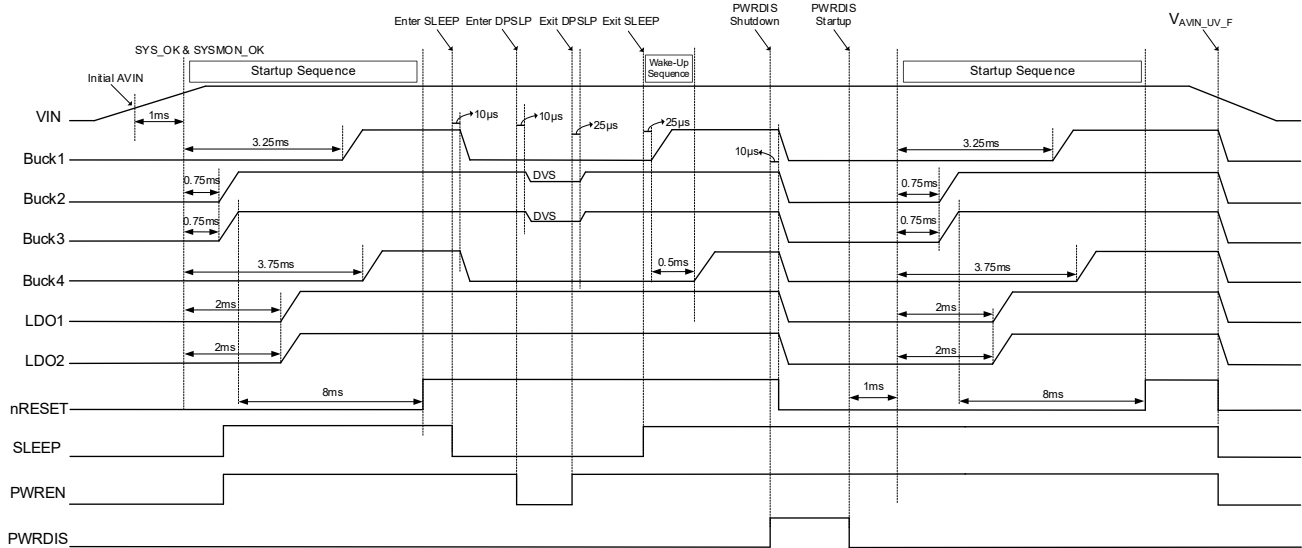 PWRDIS
Shutdown
PWRDIS
Startup
V_AVIN_UV_F
Enter SLEEP
Enter DPSLP
Exit DPSLP
Exit SLEEP
SYS_OK & SYSMON_OK
Startup Sequence
Wake-Up
Sequence
Startup Sequence
Initial AVIN
VIN
1ms
10µs
10µs
25µs
25µs
Buck1
3.25ms
10µs
3.25ms
Buck2
0.75ms
DVS
0.75ms
Buck3
0.75ms
DVS
0.75ms
Buck4
3.75ms
0.5ms
3.75ms
LDO1
2ms
2ms
LDO2
2ms
2ms
nRESET
8ms
1ms
8ms
SLEEP
PWREN
PWRDIS